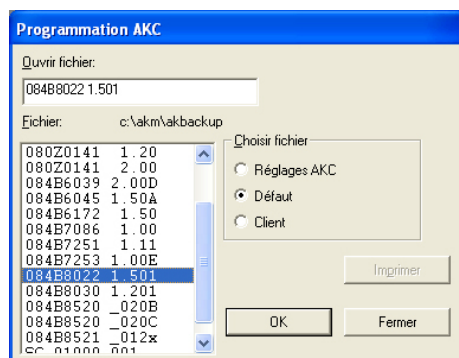 Programmation AKC
Ouvrir fichier:
084B8022 1.501
Fichier: c:\akm\akbackup
080Z0141 1.20
080Z0141 2.00
084B6039 2.00D
084B6045 1.50A
084B6172 1.50
084B7086 1.00
084B7251 1.11
084B7253 1.00E
084B8022 1.501
084B8030 1.201
084B8520 _020B
084B8520 _020C
084B8521 _012x
Choisir fichier
Réglages AKC
Défaut
Client
Imprimer
OK
Fermer